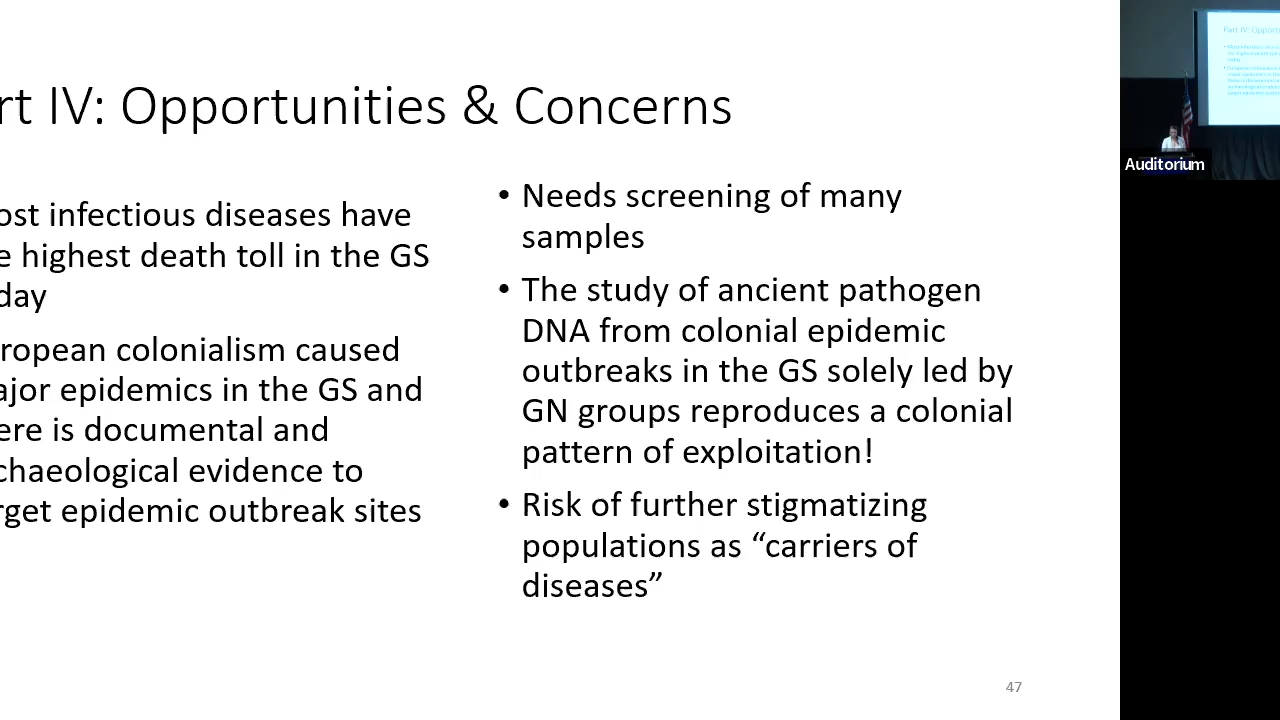 rt IV: Opportunities & Concerns
ost infectious diseases have
e highest death toll in the GS
day
ropean colonialism caused
ajor epidemics in the GS and
ere is documental and
chaeological evidence to
rget epidemic outbreak sites
• Needs screening of many
samples
• The study of ancient pathogen
DNA from colonial epidemic
outbreaks in the GS solely led by
GN groups reproduces a colonial
pattern of exploitation!
• Risk of further stigmatizing
populations as “carriers of
diseases”
47
Auditorium
Part IV: Opportu